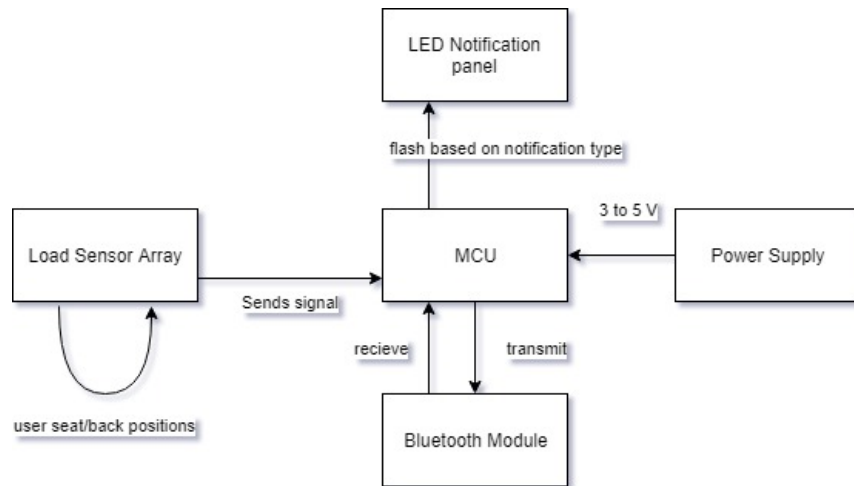 LED Notification
panel
flash based on notification type
3 to 5 V
Load Sensor Array
MCU
Power Supply
Sends signal
recieve
transmit
user seat/back positions
Bluetooth Module